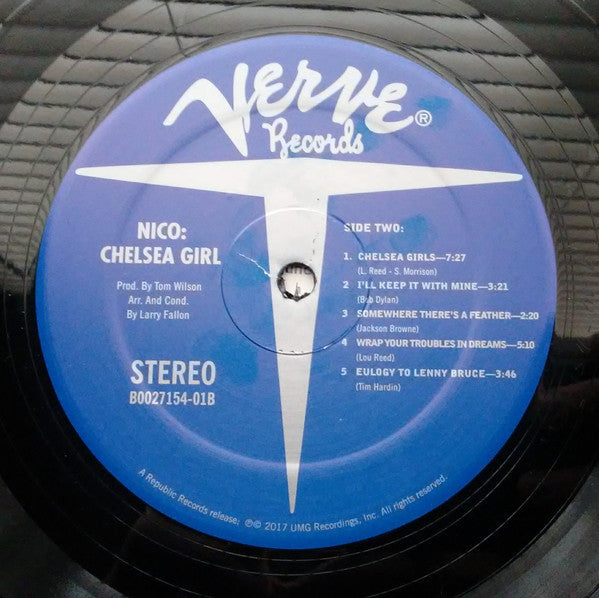 VERVE®
Records
NICO:
CHELSEA GIRL
Prod. By Tom Wilson
Arr. And Cond.
By Larry Fallon
STEREO
B0027154-01B
SIDE TWO:
1. CHELSEA GIRLS—7:27
(L. Reed - S. Morrison)
2 I'LL KEEP IT WITH MINE—3:21
(Bob Dylan)
3 SOMEWHERE THERE'S A FEATHER—2:20
(Jackson Browne)
4 WRAP YOUR TROUBLES IN DREAMS—5:10
(Lou Reed)
5 EULOGY TO LENNY BRUCE—3:46
(Tim Hardin)
A Republic Records release; ℗© 2017 UMG Recordings, Inc. All rights reserved.